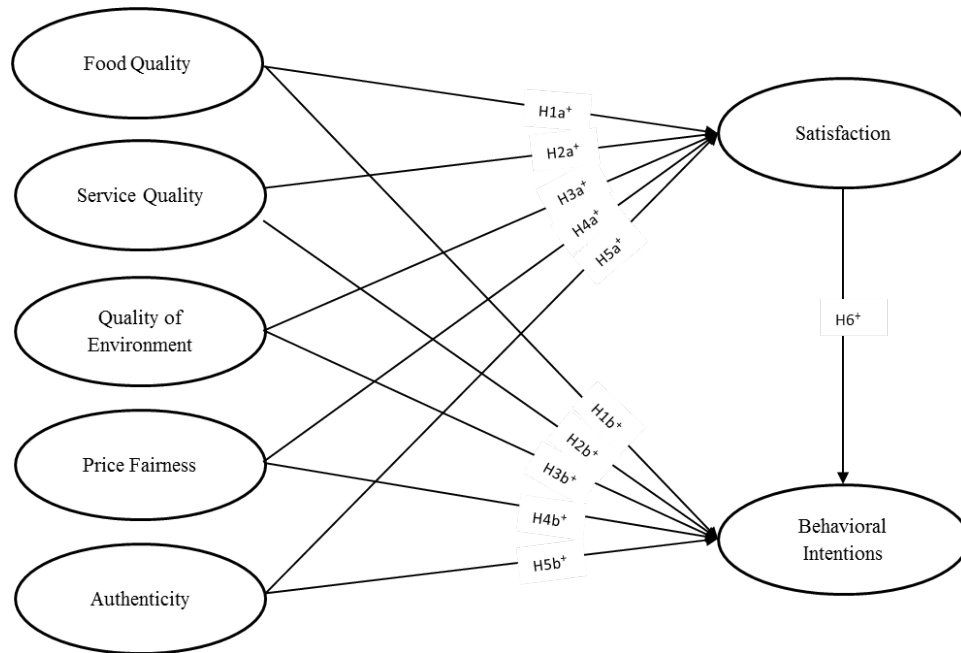 Food Quality
H1a⁺
Satisfaction
H2a⁺
Service Quality
H3a⁺
H4a⁺
H5a⁺
Quality of
Environment
H6⁺
H1b⁺
H2b⁺
Price Fairness
H3b⁺
H4b⁺
Behavioral
Intentions
H5b⁺
Authenticity